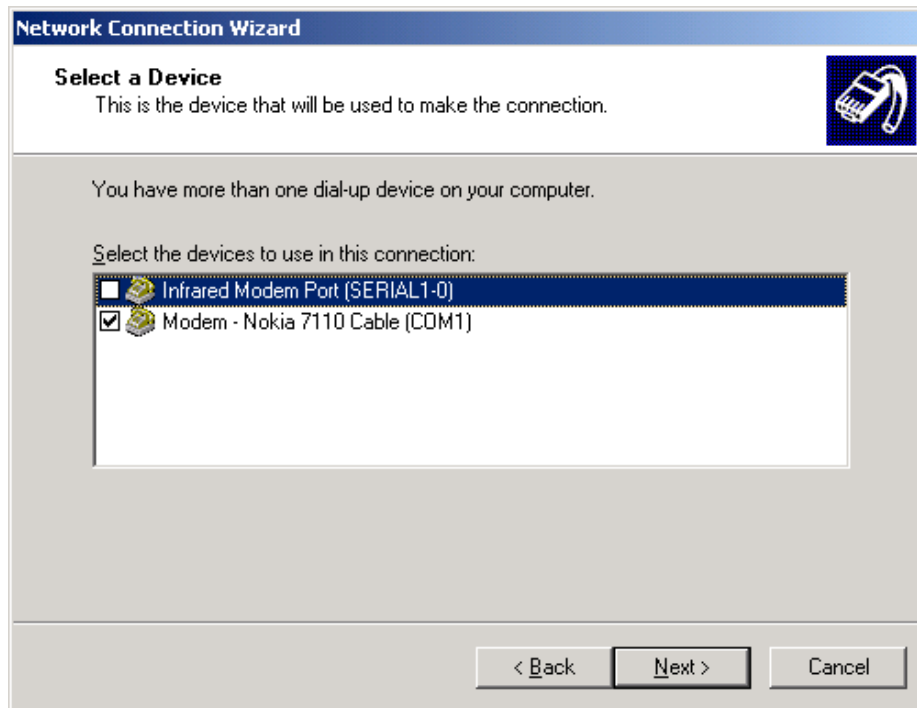 Network Connection Wizard
Select a Device
This is the device that will be used to make the connection.
You have more than one dial-up device on your computer.
Select the devices to use in this connection:
Infrared Modem Port (SERIAL1-0)
Modem - Nokia 7110 Cable (COM1)
< Back Next > Cancel